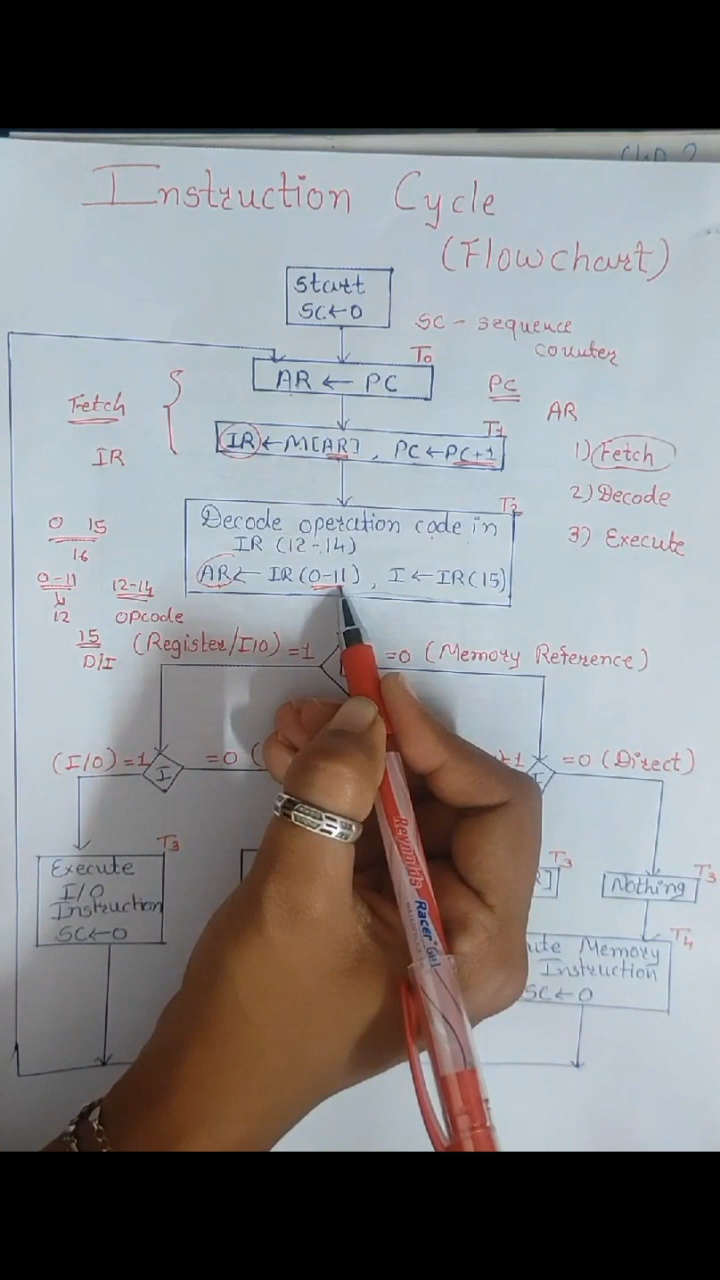 Instruction Cycle
(Flowchart)
Start
SC←0
SC - sequence
counter
T0
AR ← PC
PC
AR
Fetch
IR
T1
IR←M[AR], PC←PC+1
1) Fetch
2) Decode
3) Execute
T2
Decode operation code in
IR (12-14)
AR← IR(0-11), I←IR(15)
0 15
16
0-11
12
12-14
opcode
15
D/I
(Register/I/O) =1
=0 (Memory Reference)
(I/O) =1
I
=0 (
=0 (Direct)
T3
Execute
I/O
Instruction
SC←0
T3
Nothing
T3
T4
Memory
Instruction
SC←0
Reynolds Racer Gel